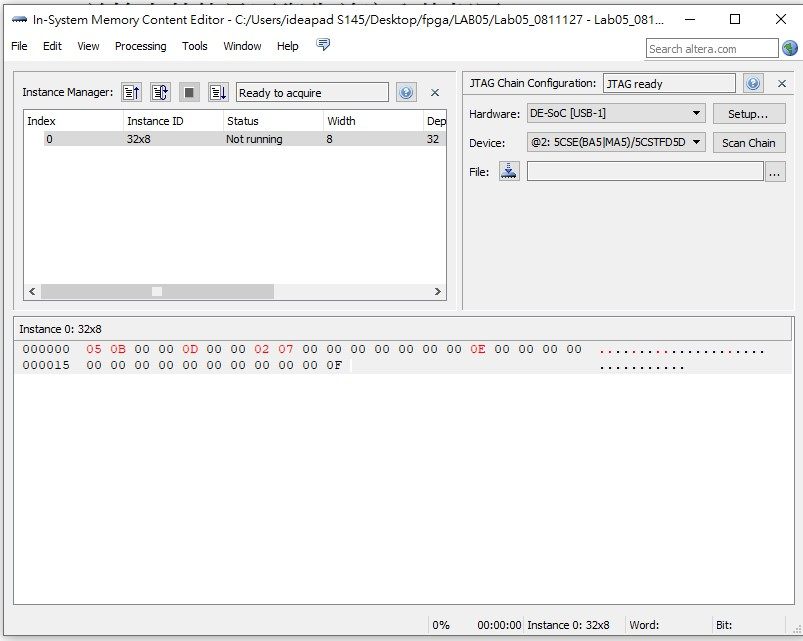 In-System Memory Content Editor - C:/Users/ideapad S145/Desktop/fpga/LAB05/Lab05_0811127 - Lab05_081...
File Edit View Processing Tools Window Help
Search altera.com
Instance Manager: Ready to acquire
Index Instance ID Status Width Dep
0 32x8 Not running 8 32
JTAG Chain Configuration: JTAG ready
Hardware: DE-SoC [USB-1] Setup...
Device: @2: 5CSE(BA5|MA5)/5CSTFD5D Scan Chain
File: ...
Instance 0: 32x8
000000 05 0B 00 00 0D 00 00 02 07 00 00 00 00 00 00 00 0E 00 00 00 00 .....................
000015 00 00 00 00 00 00 00 00 00 00 0F ...........
0% 00:00:00 Instance 0: 32x8 Word: Bit: